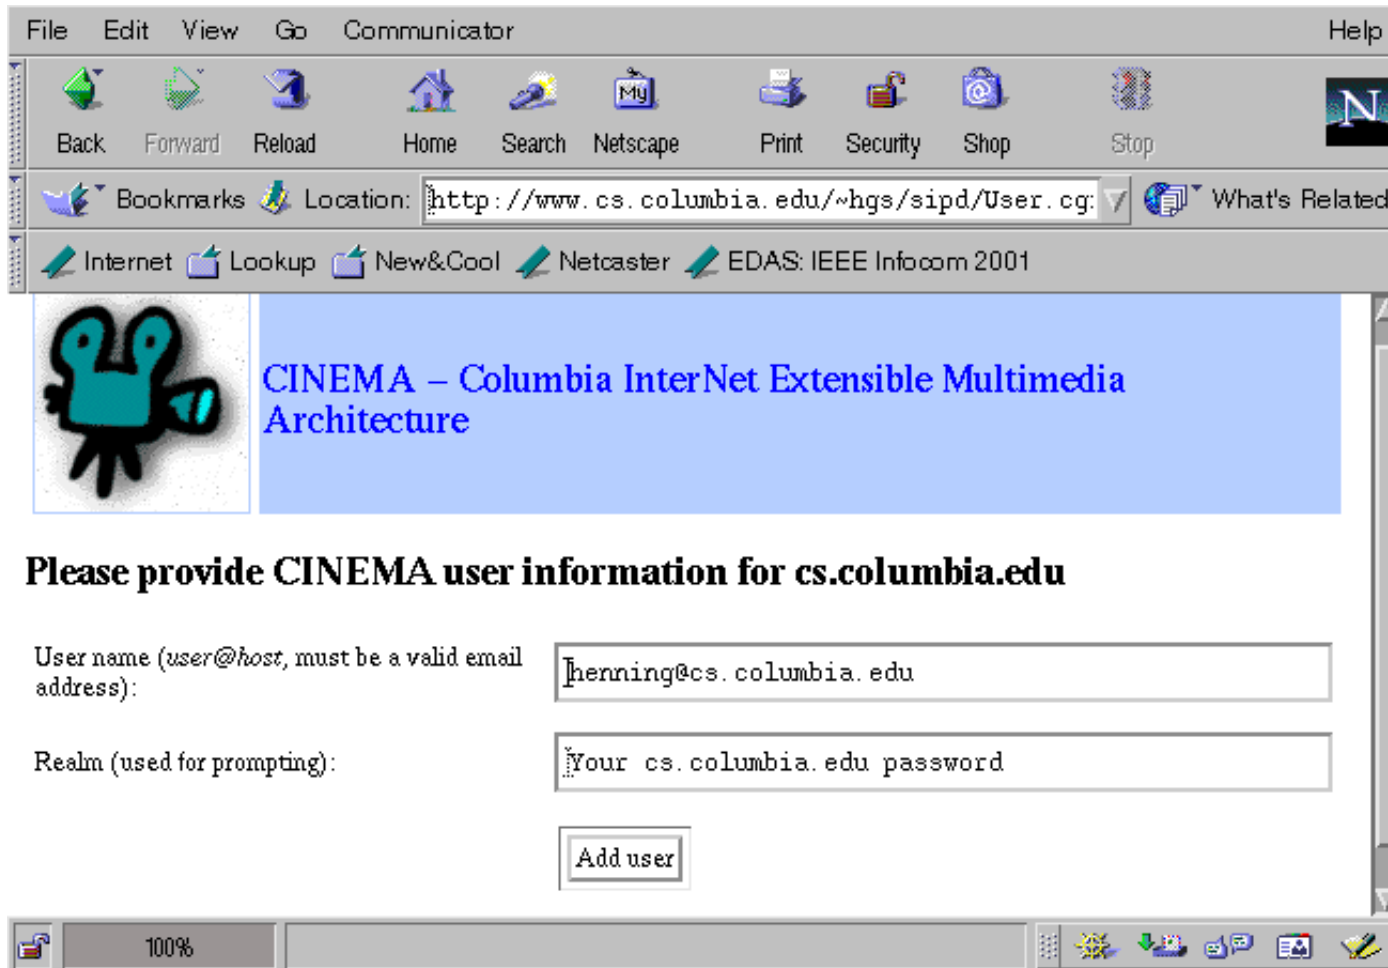 File Edit View Go Communicator Help
My N
Back Forward Reload Home Search Netscape Print Security Shop Stop
Bookmarks Location: http://www.cs.columbia.edu/~hgs/sipd/User.cg What's Related
Internet Lookup New&Cool Netcaster EDAS: IEEE Infocom 2001
CINEMA – Columbia InterNet Extensible Multimedia
Architecture
Please provide CINEMA user information for cs.columbia.edu
User name (user@host, must be a valid email
address):
henning@cs.columbia.edu
Realm (used for prompting):
Your cs.columbia.edu password
Add user
100%